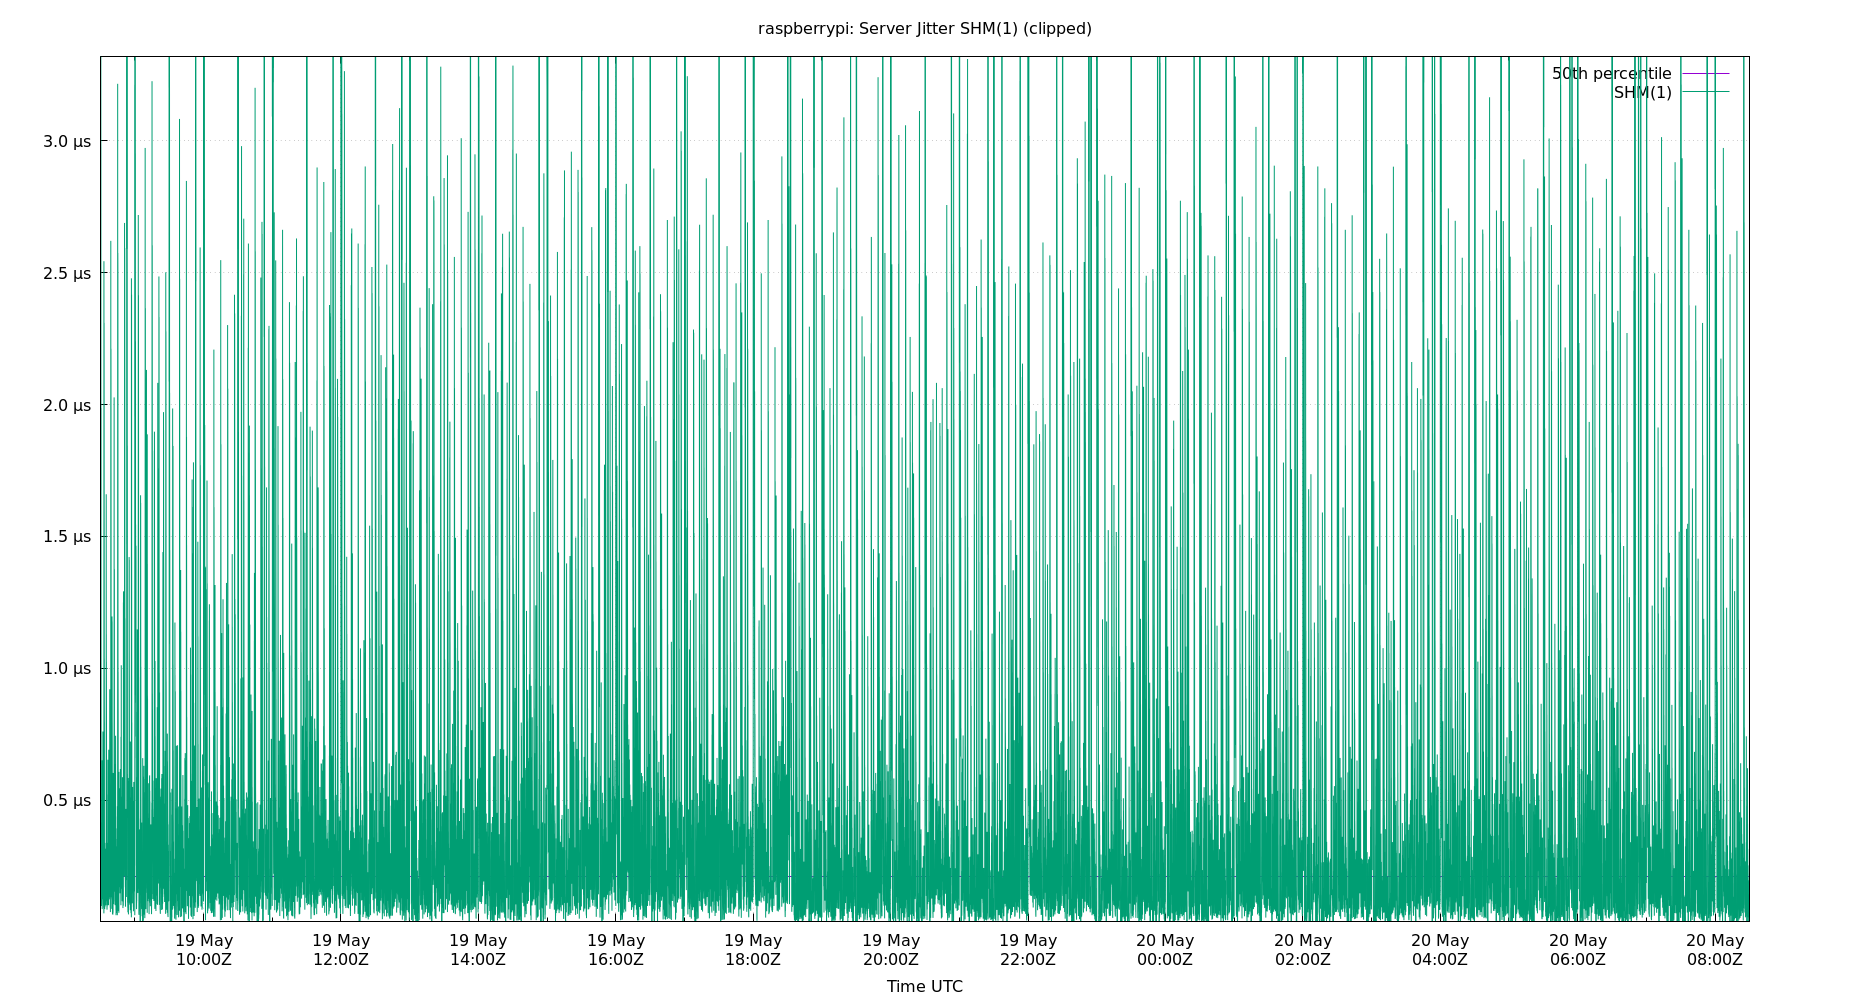 raspberrypi: Server Jitter SHM(1) (clipped)
50th percentile
SHM(1)
3.0 µs
2.5 µs
2.0 µs
1.5 µs
1.0 µs
0.5 µs
19 May 19 May 19 May 19 May 19 May 19 May 19 May 20 May 20 May 20 May 20 May 20 May
10:00Z 12:00Z 14:00Z 16:00Z 18:00Z 20:00Z 22:00Z 00:00Z 02:00Z 04:00Z 06:00Z 08:00Z
Time UTC